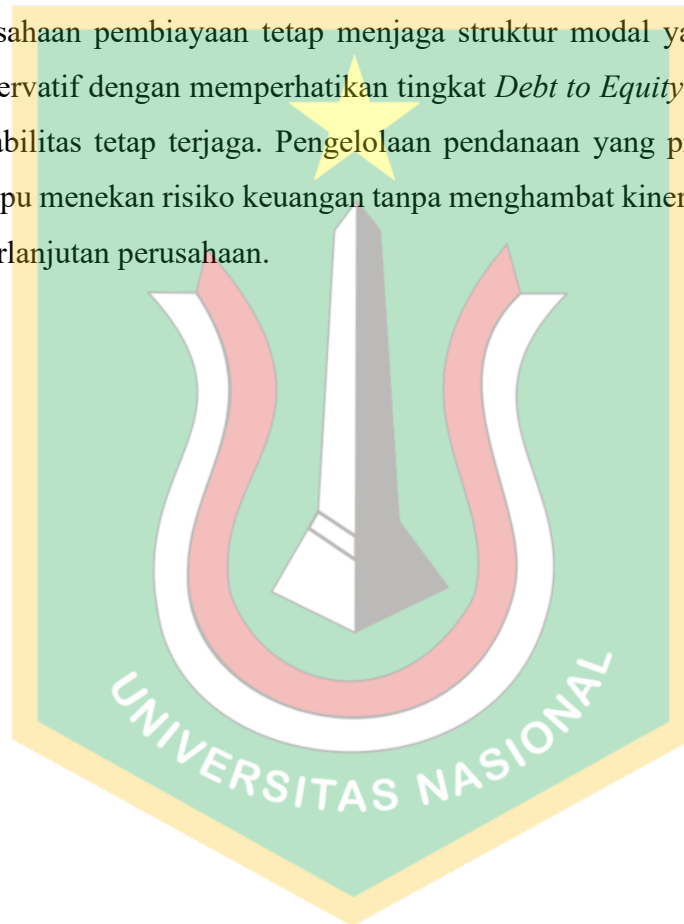 sahaan pembiayaan tetap menjaga struktur modal ya
ervatif dengan memperhatikan tingkat Debt to Equity
abilitas tetap terjaga. Pengelolaan pendanaan yang p
pu menekan risiko keuangan tanpa menghambat kiner
rlanjutan perusahaan.
UNIVERSITAS NASIONAL